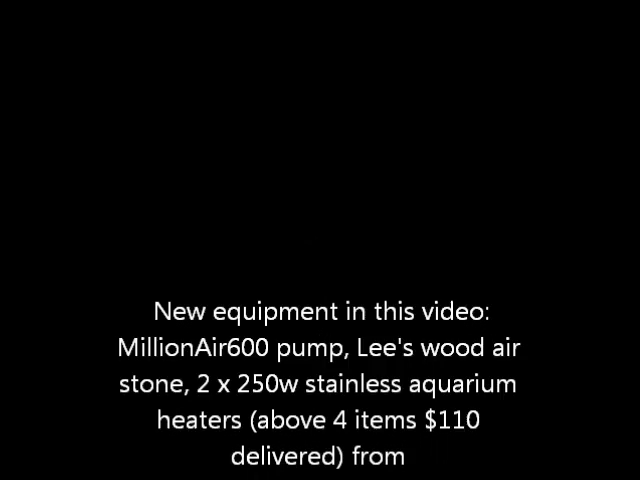 New equipment in this video:
MillionAir600 pump, Lee's wood air
stone, 2 x 250w stainless aquarium
heaters (above 4 items $110
delivered) from